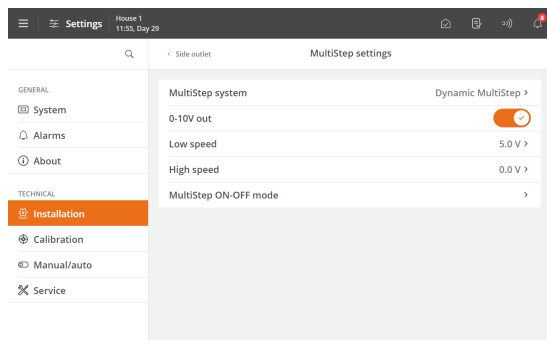 Settings
House 1
11:55, Day 29
8
Side outlet
MultiStep settings
GENERAL
System
Alarms
About
TECHNICAL
Installation
Calibration
Manual/auto
Service
MultiStep system Dynamic MultiStep
0-10V out
Low speed 5.0 V
High speed 0.0 V
MultiStep ON-OFF mode